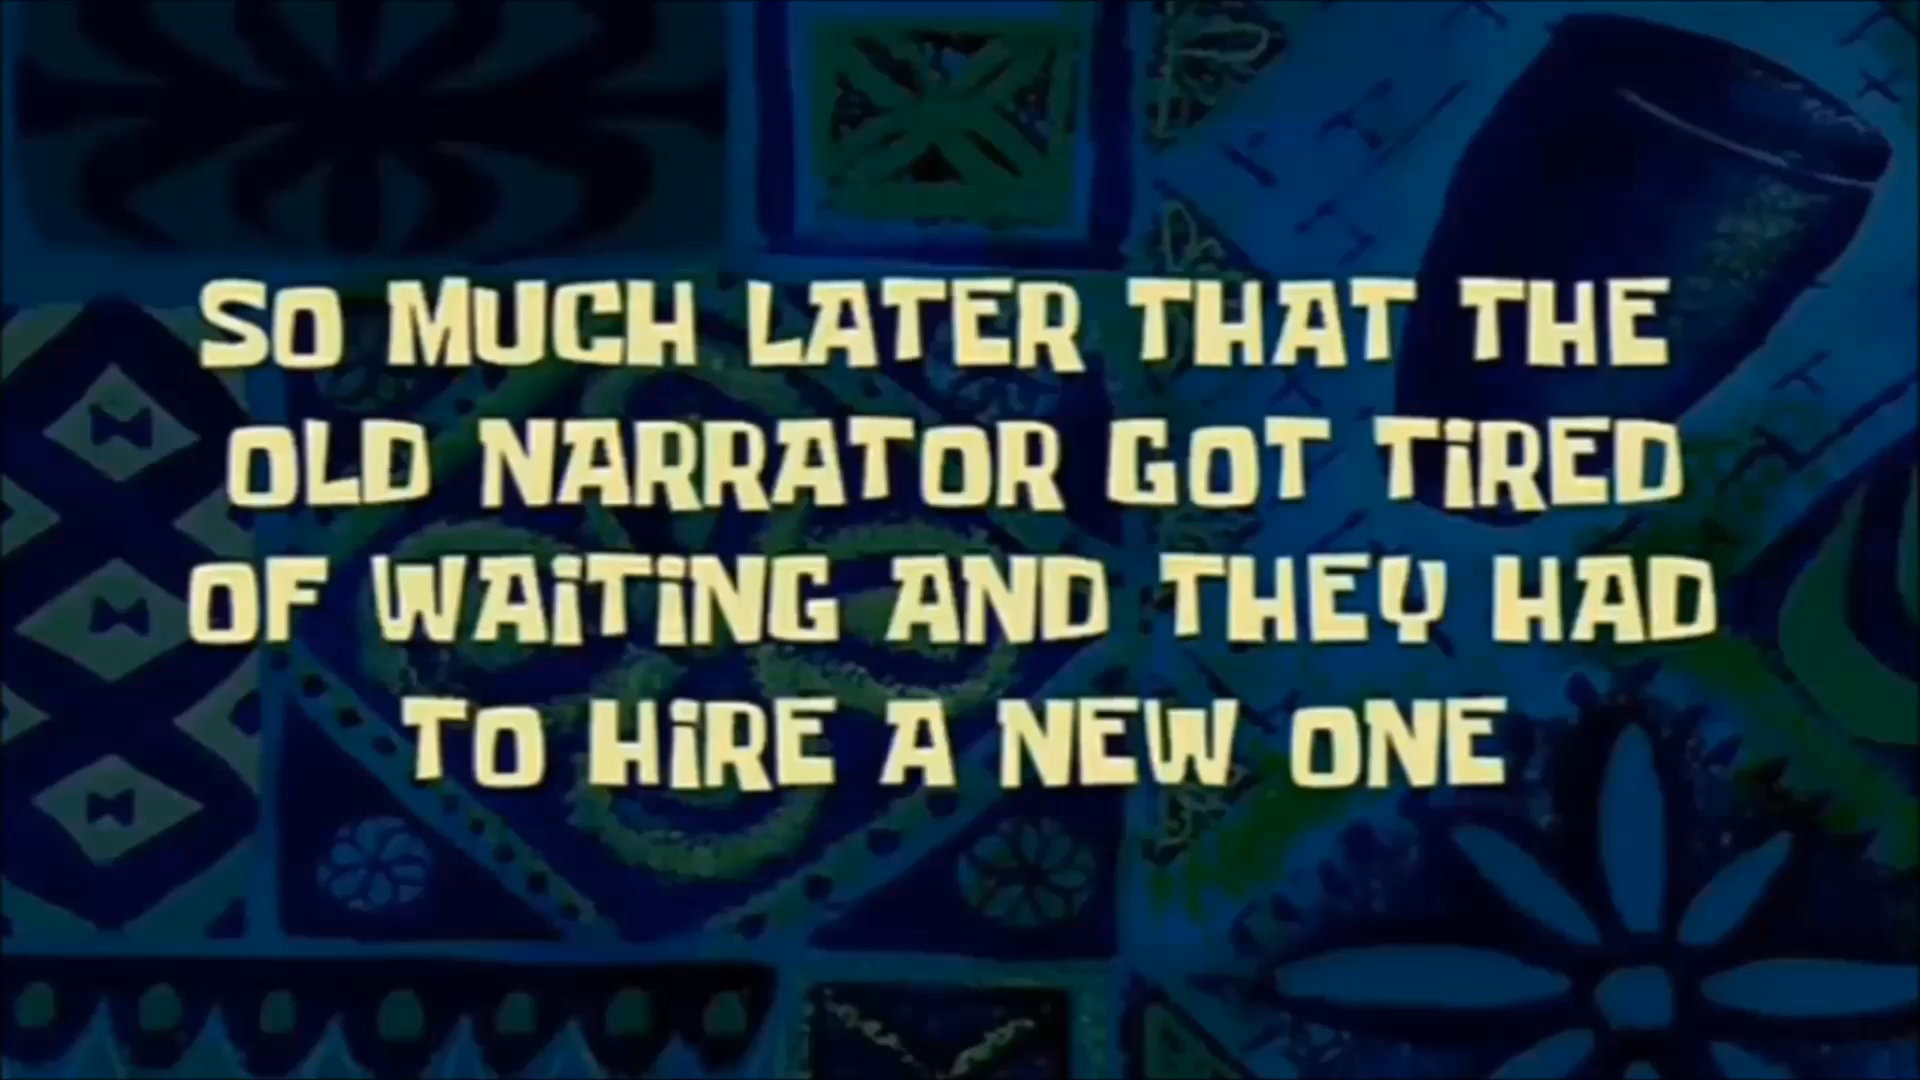 SO MUCH LATER THAT THE
OLD NARRATOR GOT TiRED
OF WAiTiNG AND THEY HAD
TO HiRE A NEW ONE